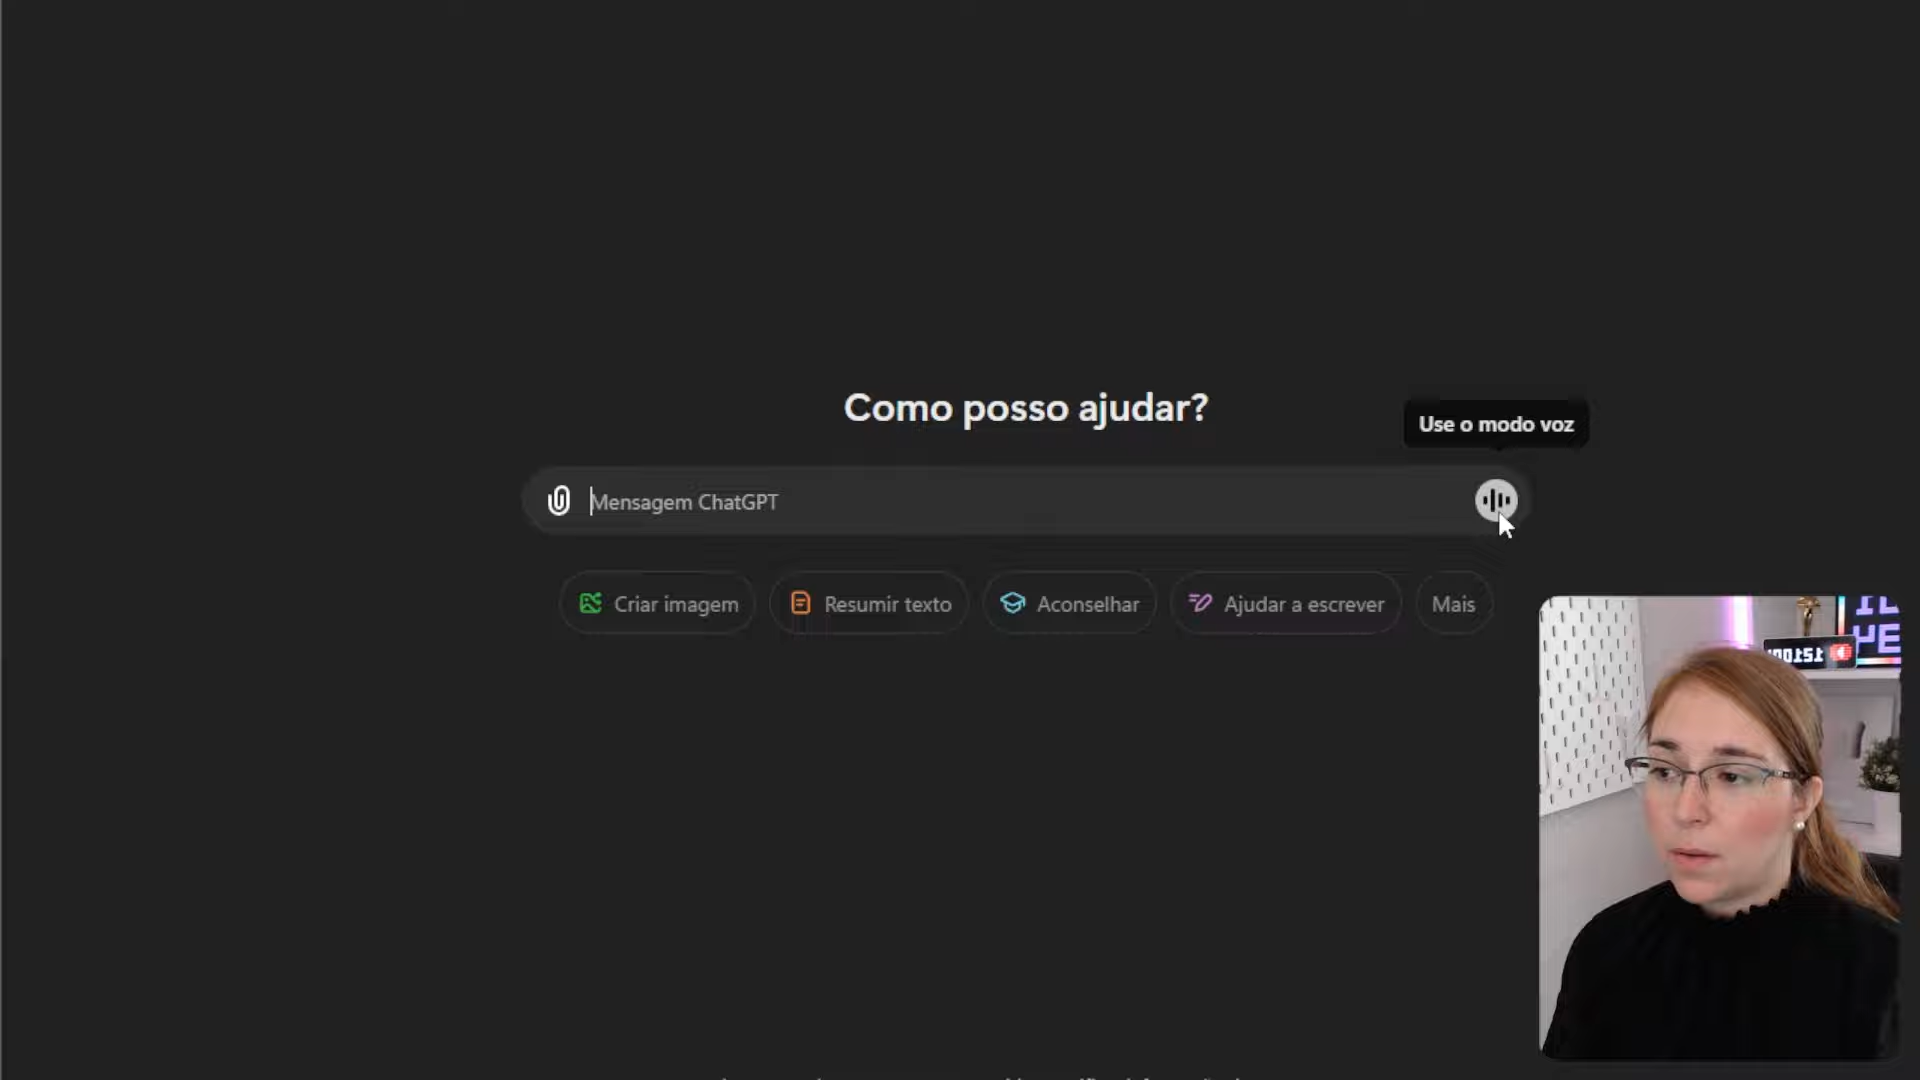 Como posso ajudar?
Use o modo voz
Mensagem ChatGPT
Criar imagem
Resumir texto
Aconselhar
Ajudar a escrever
Mais